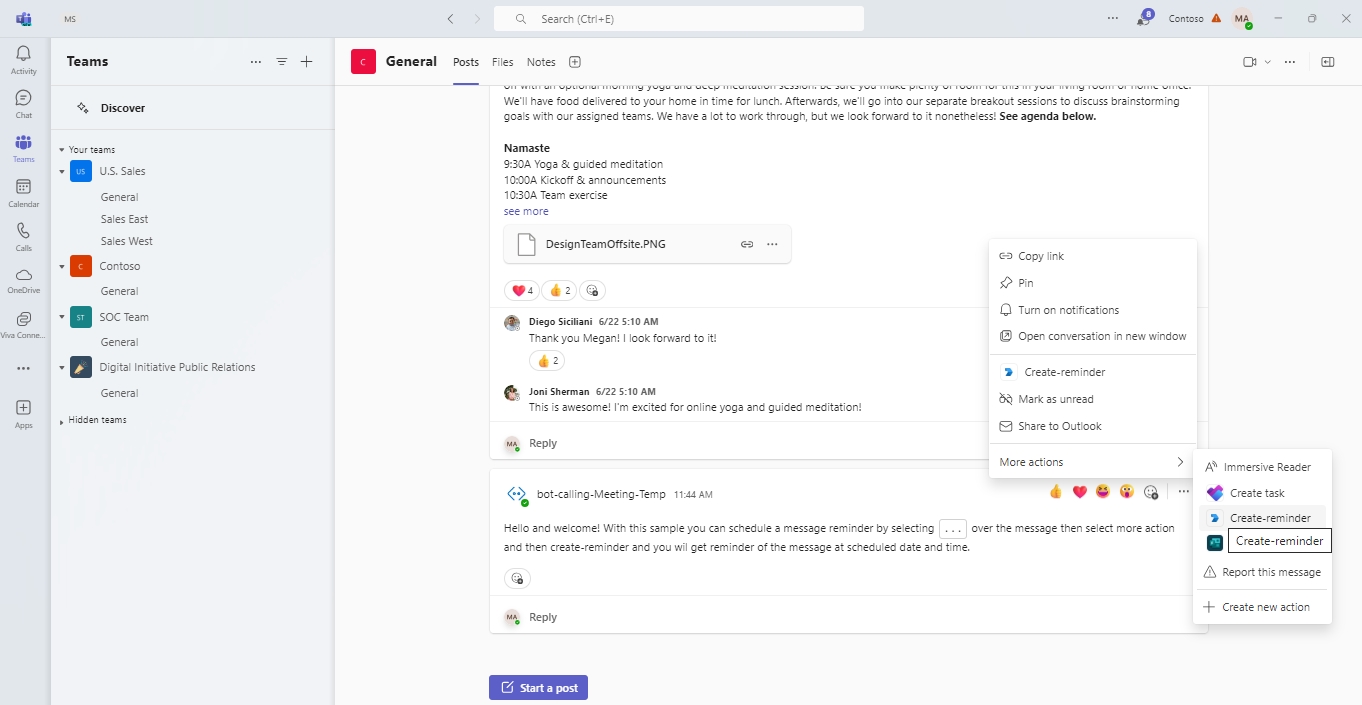 MS
Search (Ctrl+E)
8
Contoso
MA
Activity
Chat
Teams
Calendar
Calls
OneDrive
Viva Conne...
Apps
Teams
Discover
Your teams
US
U.S. Sales
General
Sales East
Sales West
C
Contoso
General
ST
SOC Team
General
Digital Initiative Public Relations
General
Hidden teams
C
General
Posts
Files
Notes
on with an optional morning yoga and deep meditation session. Be sure you make plenty of room for this in your living room or home office.
We'll have food delivered to your home in time for lunch. Afterwards, we'll go into our separate breakout sessions to discuss brainstorming
goals with our assigned teams. We have a lot to work through, but we look forward to it nonetheless! See agenda below.
Namaste
9:30A Yoga & guided meditation
10:00A Kickoff & announcements
10:30A Team exercise
see more
DesignTeamOffsite.PNG
4
2
Diego Siciliani 6/22 5:10 AM
Thank you Megan! I look forward to it!
2
Joni Sherman 6/22 5:10 AM
This is awesome! I'm excited for online yoga and guided meditation!
MA
Reply
bot-calling-Meeting-Temp 11:44 AM
Hello and welcome! With this sample you can schedule a message reminder by selecting ... over the message then select more action
and then create-reminder and you wil get reminder of the message at scheduled date and time.
MA
Reply
Start a post
Copy link
Pin
Turn on notifications
Open conversation in new window
Create-reminder
Mark as unread
Share to Outlook
More actions
Immersive Reader
Create task
Create-reminder
Create-reminder
Report this message
Create new action